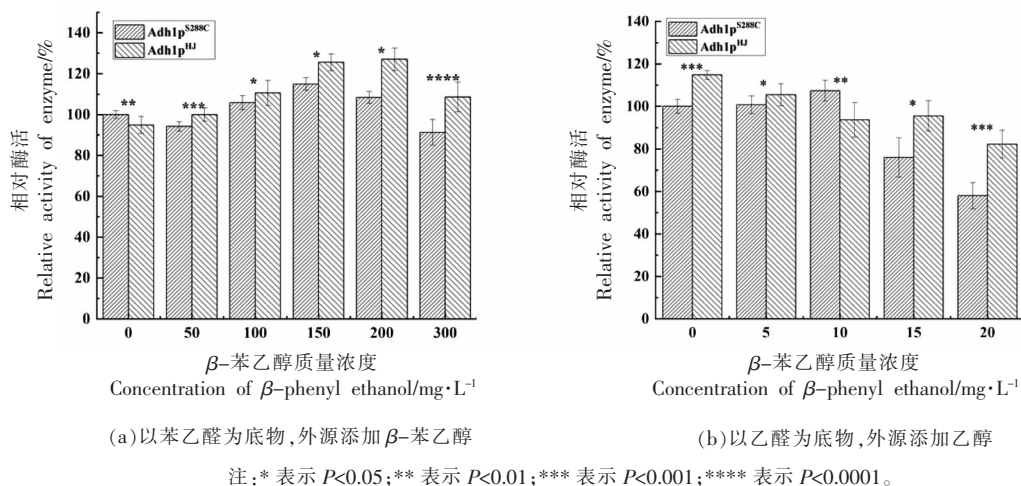 140
120
100
80
60
40
20
0
相对酶活
Relative activity of enzyme/%
Adh1p^S288C
Adh1p^HJ
**
***
*
*
*
****
0 50 100 150 200 300
β-苯乙醇质量浓度
Concentration of β-phenyl ethanol/mg·L⁻¹
(a)以苯乙醛为底物,外源添加β-苯乙醇
140
120
100
80
60
40
20
0
相对酶活
Relative activity of enzyme/%
Adh1p^S288C
Adh1p^HJ
***
*
**
*
***
0 5 10 15 20
β-苯乙醇质量浓度
Concentration of β-phenyl ethanol/mg·L⁻¹
(b)以乙醛为底物,外源添加乙醇
注:* 表示 P<0.05;** 表示 P<0.01;*** 表示 P<0.001;**** 表示 P<0.0001。